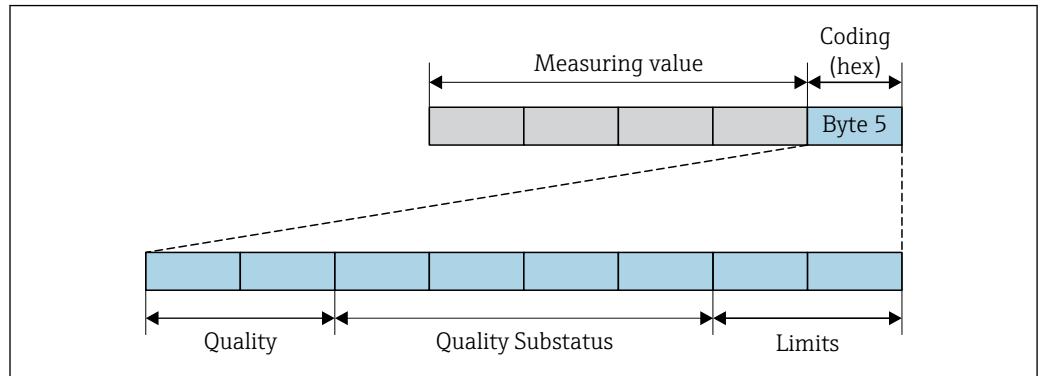 Coding
(hex)
Measuring value
Byte 5
Quality
Quality Substatus
Limits